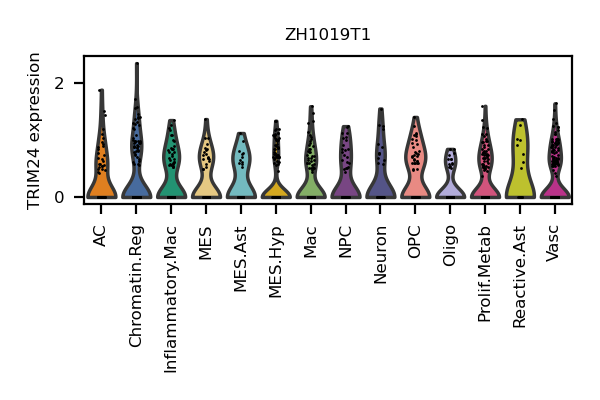 ZH1019T1
TRIM24 expression
2
0
AC
Chromatin.Reg
Inflammatory.Mac
MES
MES.Ast
MES.Hyp
Mac
NPC
Neuron
OPC
Oligo
Prolif.Metab
Reactive.Ast
Vasc